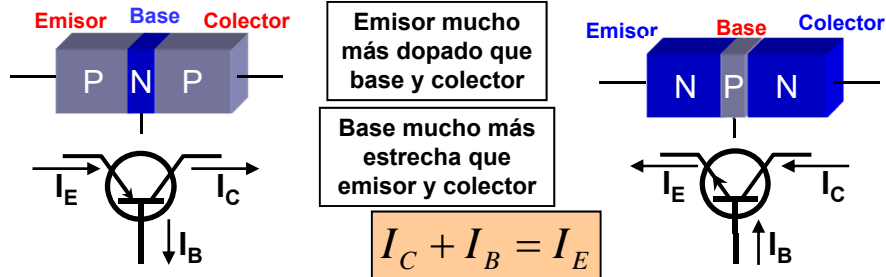 Emisor Base Colector
P N P
I_E I_C
I_B
Emisor mucho
más dopado que
base y colector
Base mucho más
estrecha que
emisor y colector
I_C + I_B = I_E
Emisor Base Colector
N P N
I_E I_C
I_B